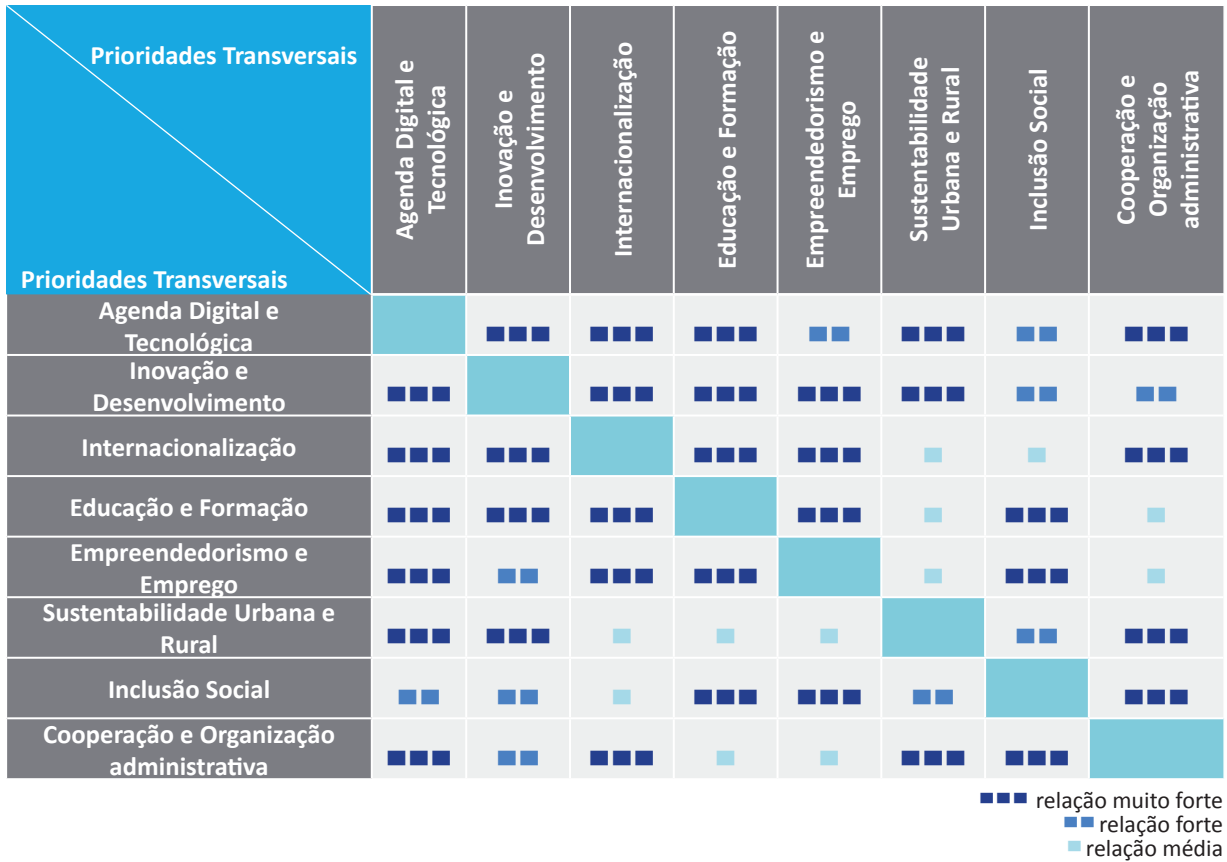 Prioridades Transversais
Prioridades Transversais
Agenda Digital e
Tecnológica
Inovação e
Desenvolvimento
Internacionalização
Educação e Formação
Empreendedorismo e
Emprego
Sustentabilidade
Urbana e Rural
Inclusão Social
Cooperação e
Organização
administrativa
Agenda Digital e
Tecnológica
Inovação e
Desenvolvimento
Internacionalização
Educação e Formação
Empreendedorismo e
Emprego
Sustentabilidade Urbana e
Rural
Inclusão Social
Cooperação e Organização
administrativa
relação muito forte
relação forte
relação média